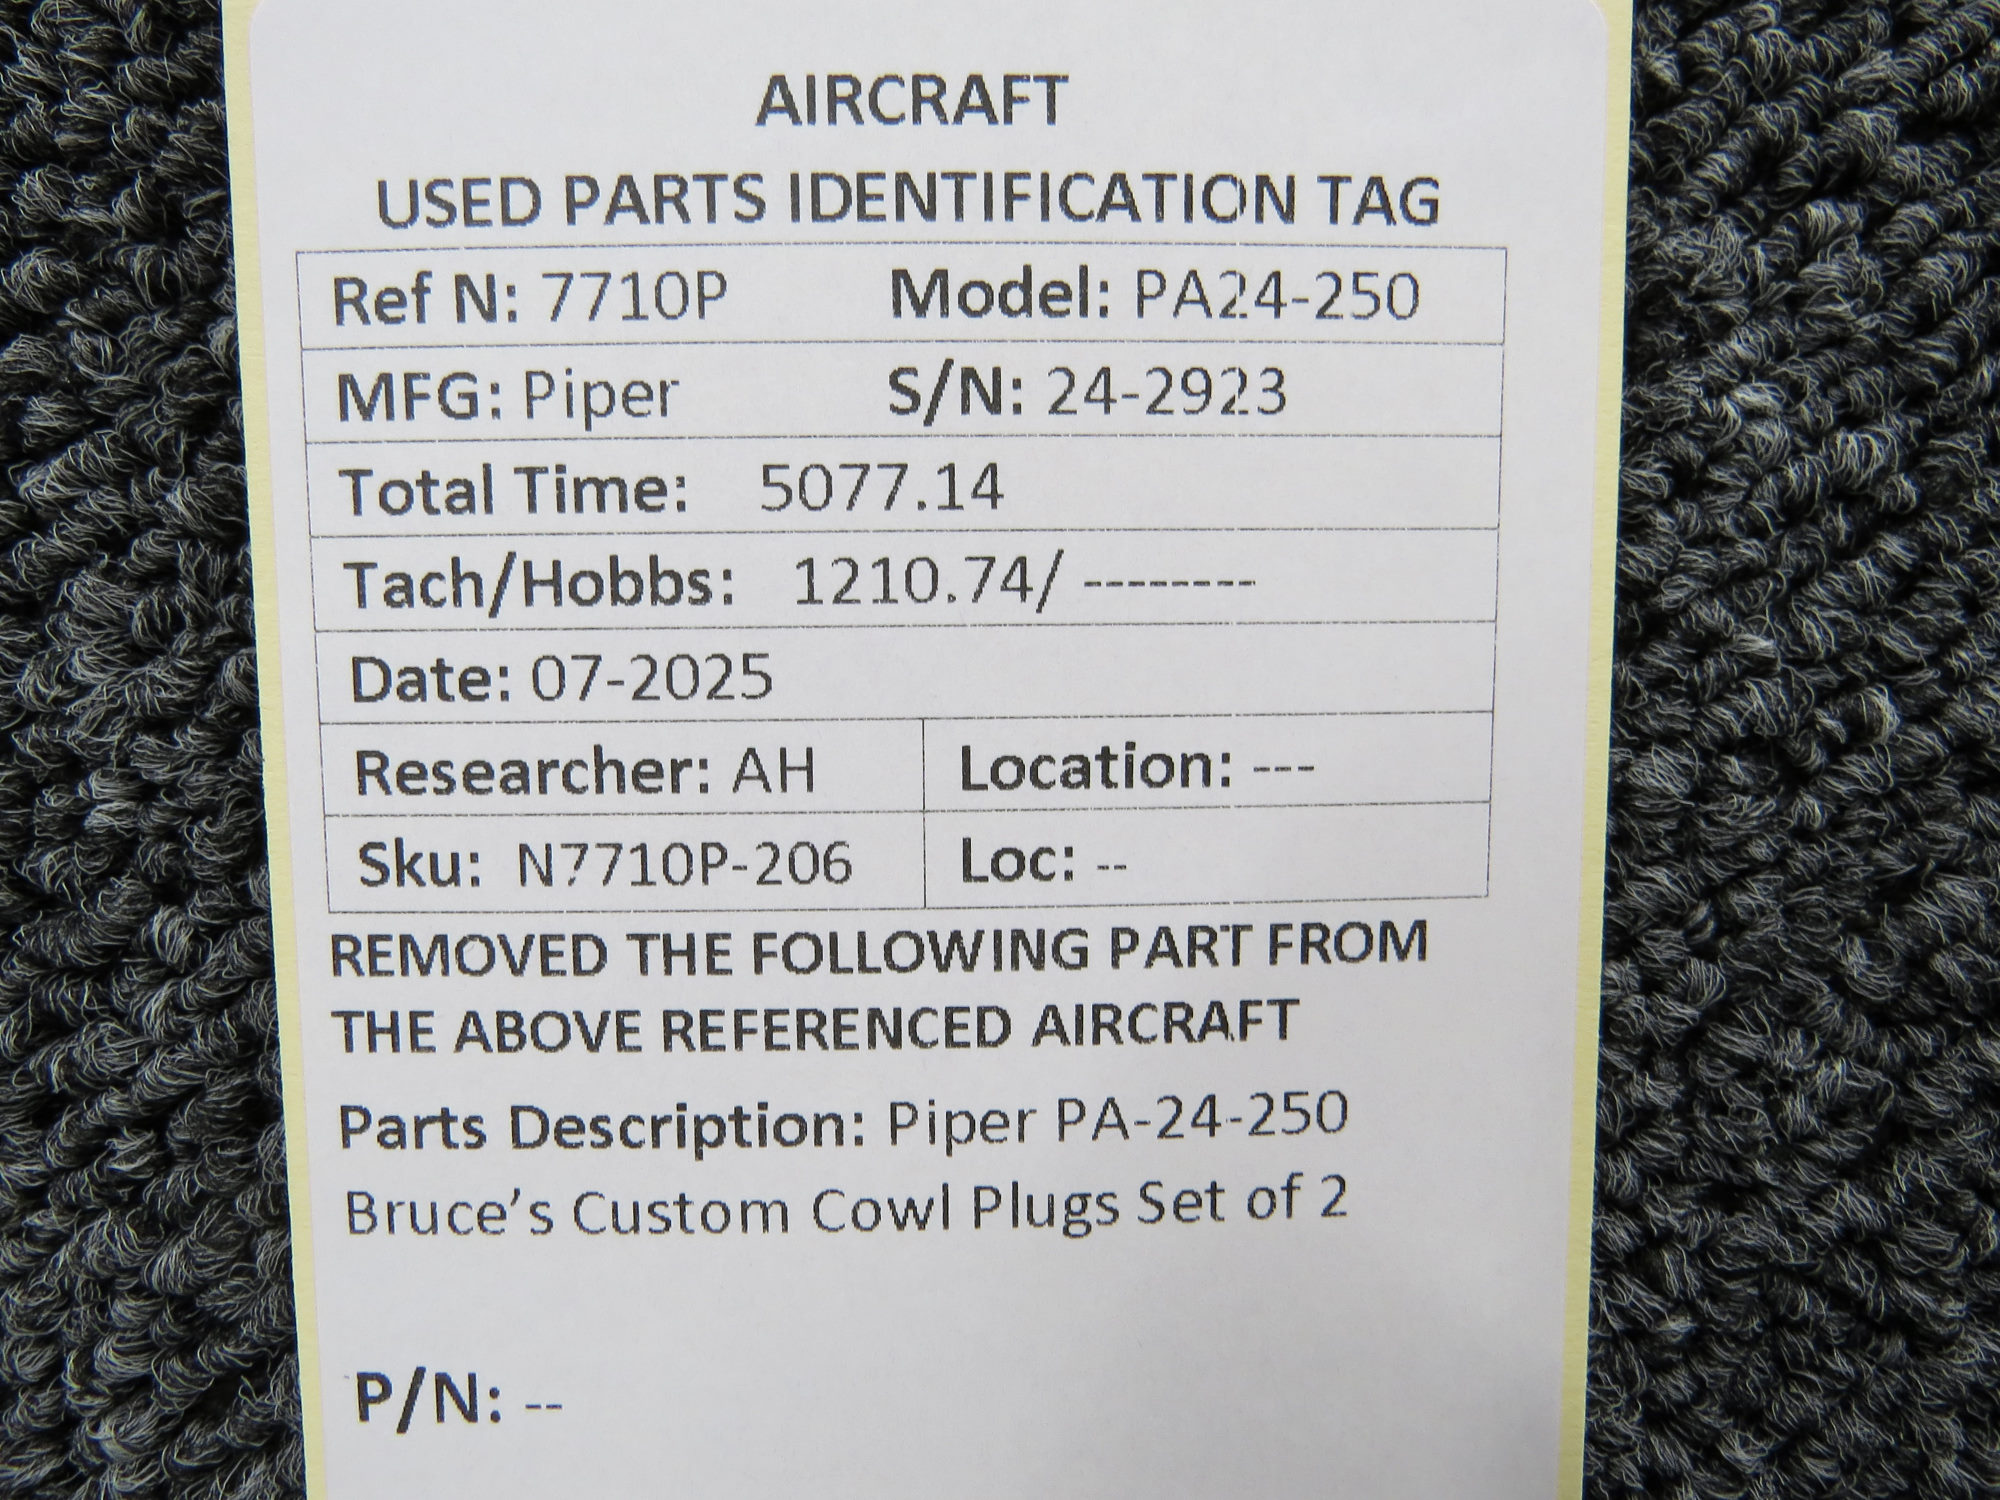 AIRCRAFT
USED PARTS IDENTIFICATION TAG
Ref N: 7710P Model: PA24-250
MFG: Piper S/N: 24-2923
Total Time: 5077.14
Tach/Hobbs: 1210.74/ --------
Date: 07-2025
Researcher: AH Location: ---
Sku: N7710P-206 Loc: --
REMOVED THE FOLLOWING PART FROM
THE ABOVE REFERENCED AIRCRAFT
Parts Description: Piper PA-24-250
Bruce’s Custom Cowl Plugs Set of 2
P/N: --